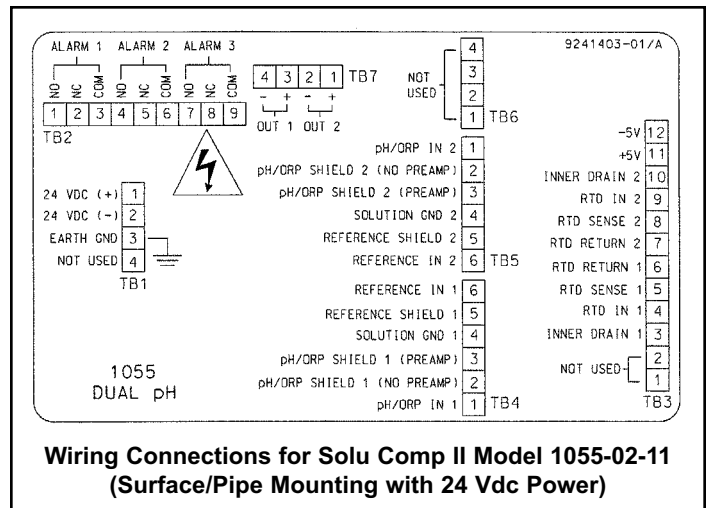 ALARM 1 ALARM 2 ALARM 3
NO NC COM NO NC COM NO NC COM
1 2 3 4 5 6 7 8 9
TB2
4 3 2 1 TB7
- + - +
OUT 1 OUT 2
9241403-01/A
NOT USED
4
3
2
1 TB6
24 VDC (+) 1
24 VDC (-) 2
EARTH GND 3
NOT USED 4
TB1
pH/ORP IN 2 1
pH/ORP SHIELD 2 (NO PREAMP) 2
pH/ORP SHIELD 2 (PREAMP) 3
SOLUTION GND 2 4
REFERENCE SHIELD 2 5
REFERENCE IN 2 6 TB5
REFERENCE IN 1 6
REFERENCE SHIELD 1 5
SOLUTION GND 1 4
pH/ORP SHIELD 1 (PREAMP) 3
pH/ORP SHIELD 1 (NO PREAMP) 2
pH/ORP IN 1 1 TB4
-5V 12
+5V 11
INNER DRAIN 2 10
RTD IN 2 9
RTD SENSE 2 8
RTD RETURN 2 7
RTD RETURN 1 6
RTD SENSE 1 5
RTD IN 1 4
INNER DRAIN 1 3
NOT USED 2
1
TB3
1055
DUAL pH
Wiring Connections for Solu Comp II Model 1055-02-11
(Surface/Pipe Mounting with 24 Vdc Power)